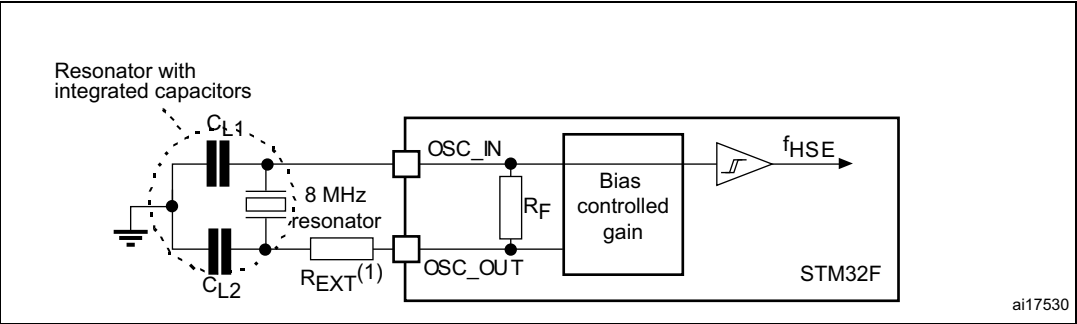 Resonator with
integrated capacitors
CL1
OSC_IN
fHSE
8 MHz
resonator
RF
Bias
controlled
gain
REXT(1)
OSC_OUT
STM32F
CL2
ai17530